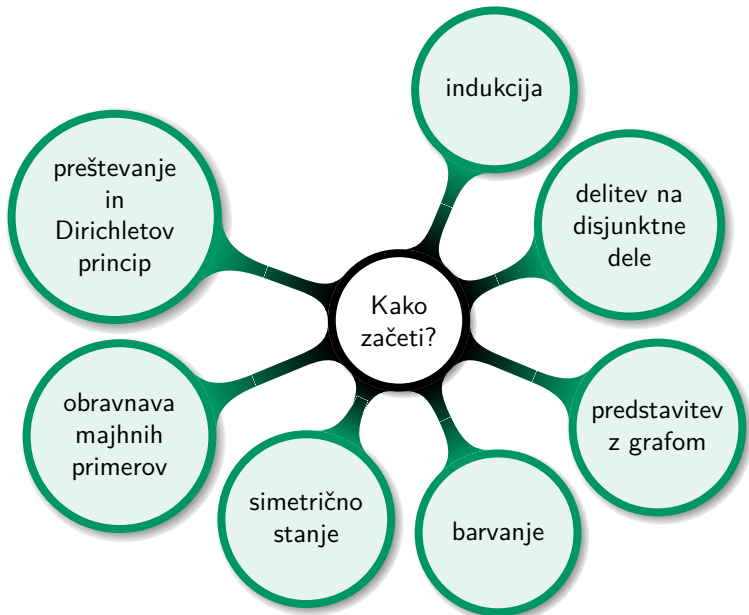 indukcija
preštevanje
in
Dirichletov
princip
delitev na
disjunktne
dele
Kako
začeti?
obravnava
majhnih
primerov
predstavitev
z grafom
simetrično
stanje
barvanje